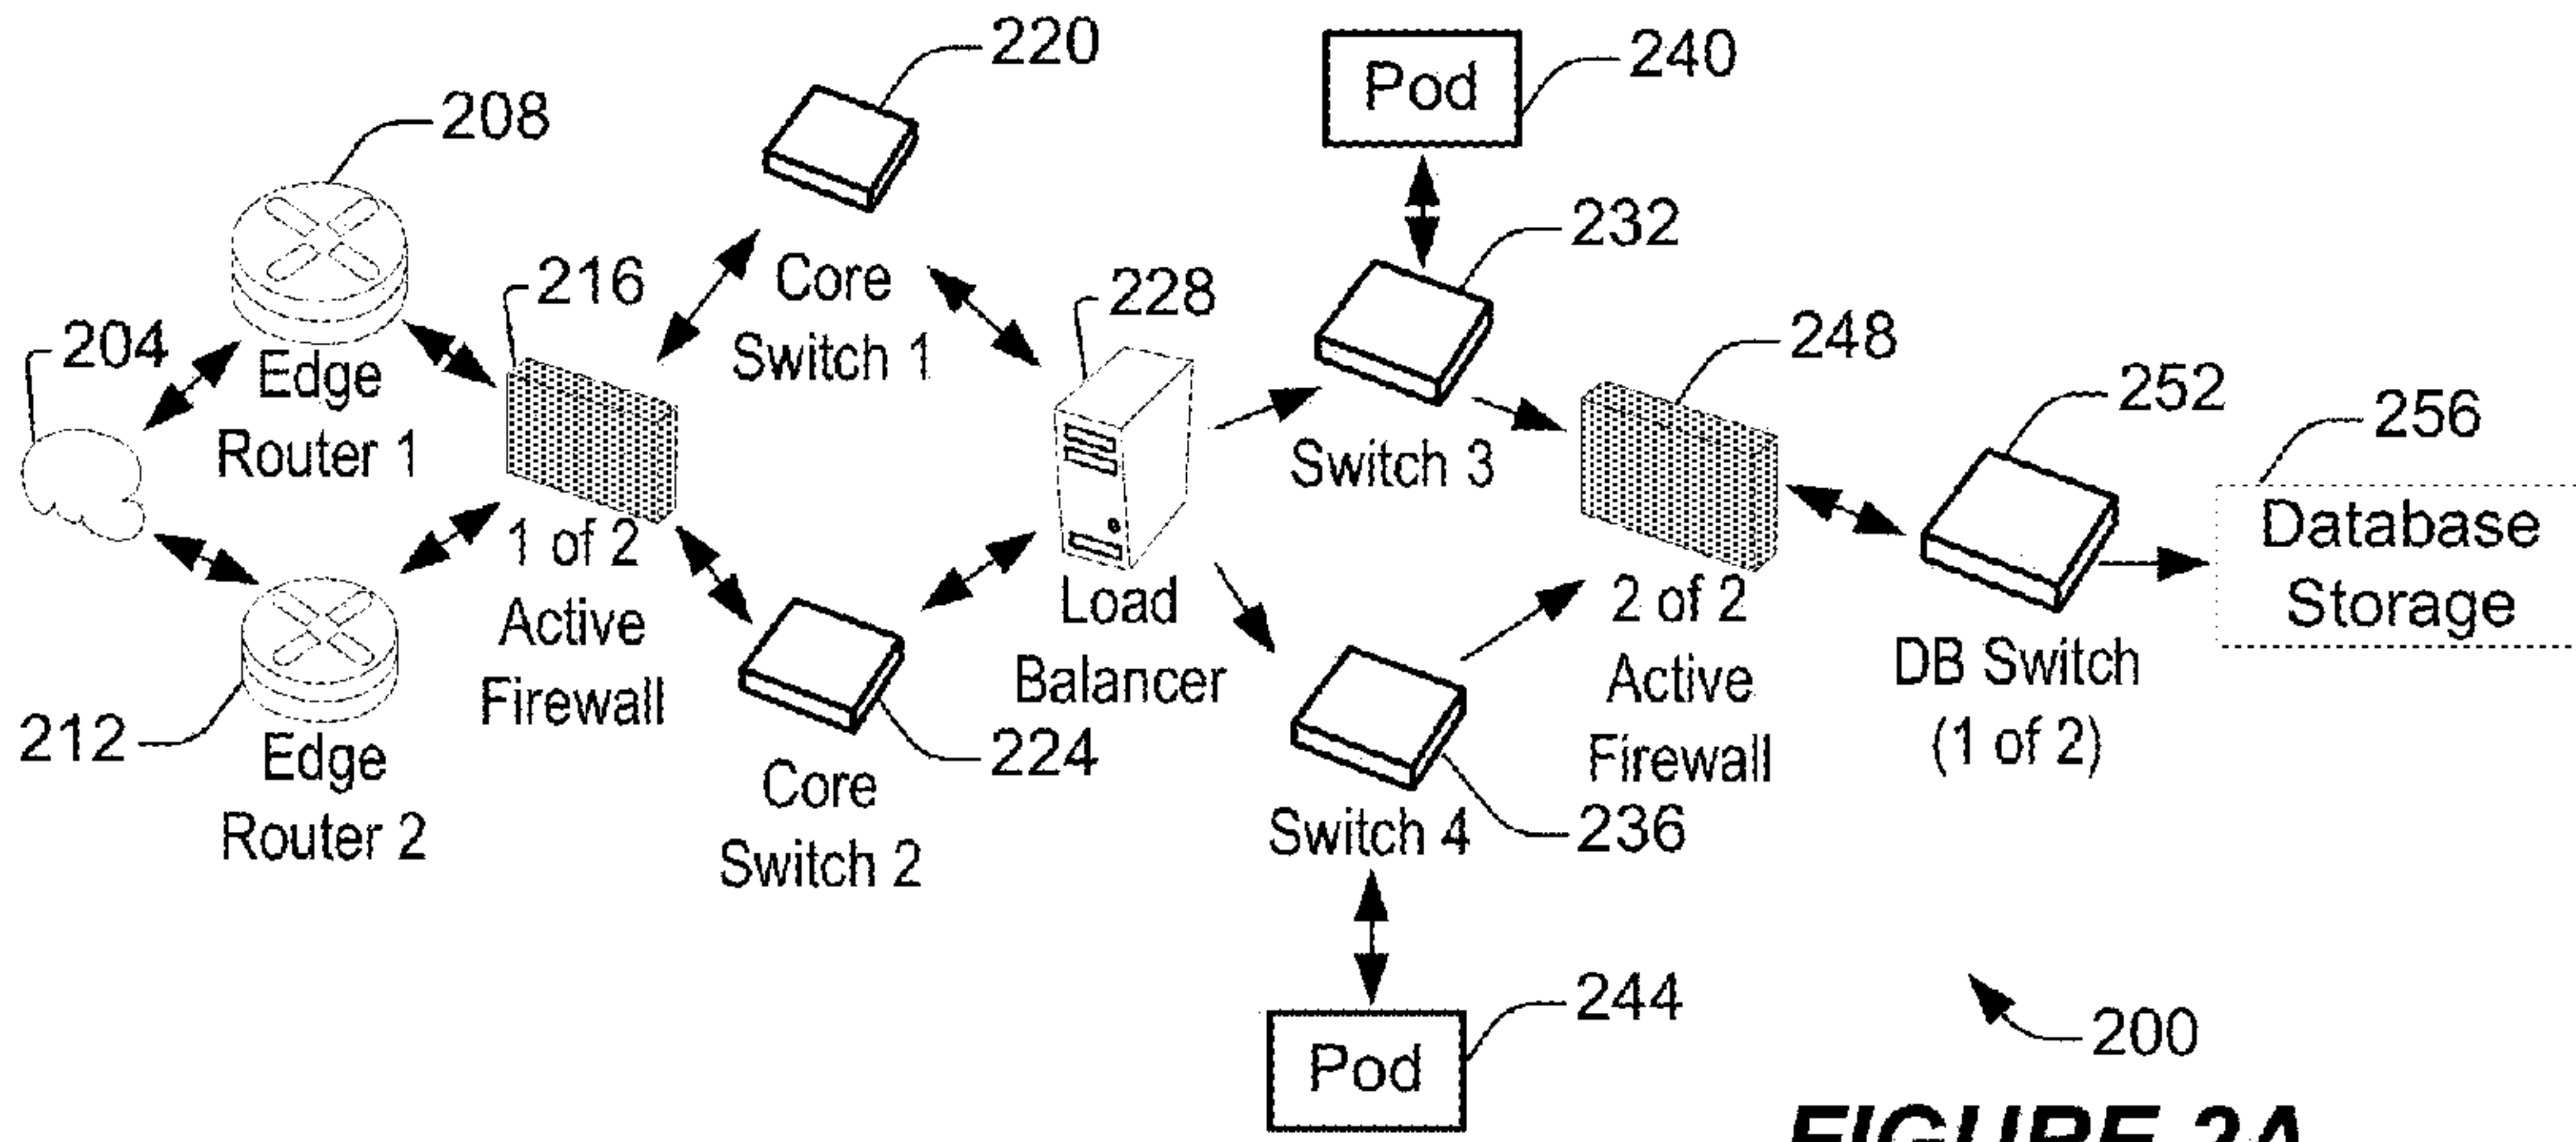 220
Pod
240
208
232
Core
Switch 1
216
228
248
204
Edge
Router 1
252
256
Switch 3
Database
Storage
1 of 2
Active
Firewall
Load
Balancer
2 of 2
Active
Firewall
DB Switch
(1 of 2)
212
Edge
Router 2
224
Core
Switch 2
Switch 4
236
244
Pod
200
FIGURE 2A